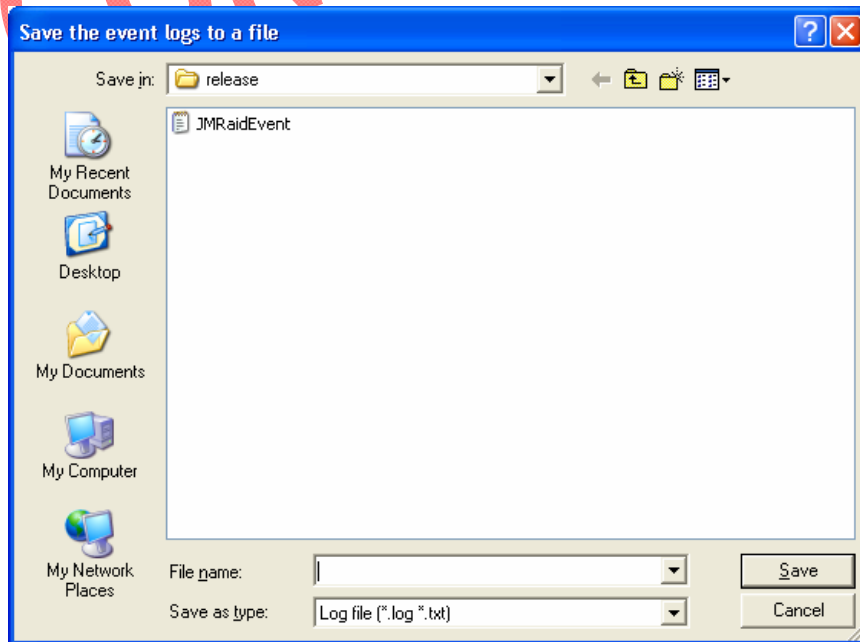 Save the event logs to a file
Save in: release
JMRaidEvent
My Recent
Documents
Desktop
My Documents
My Computer
My Network
Places
File name:
Save
Save as type: Log file (*.log *.txt)
Cancel